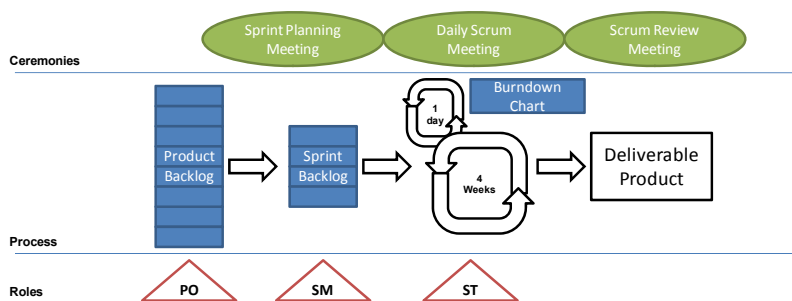 Sprint Planning
Meeting
Daily Scrum
Meeting
Scrum Review
Meeting
Ceremonies
1
day
Burndown
Chart
Product
Backlog
Sprint
Backlog
4
Weeks
Deliverable
Product
Process
Roles
PO
SM
ST